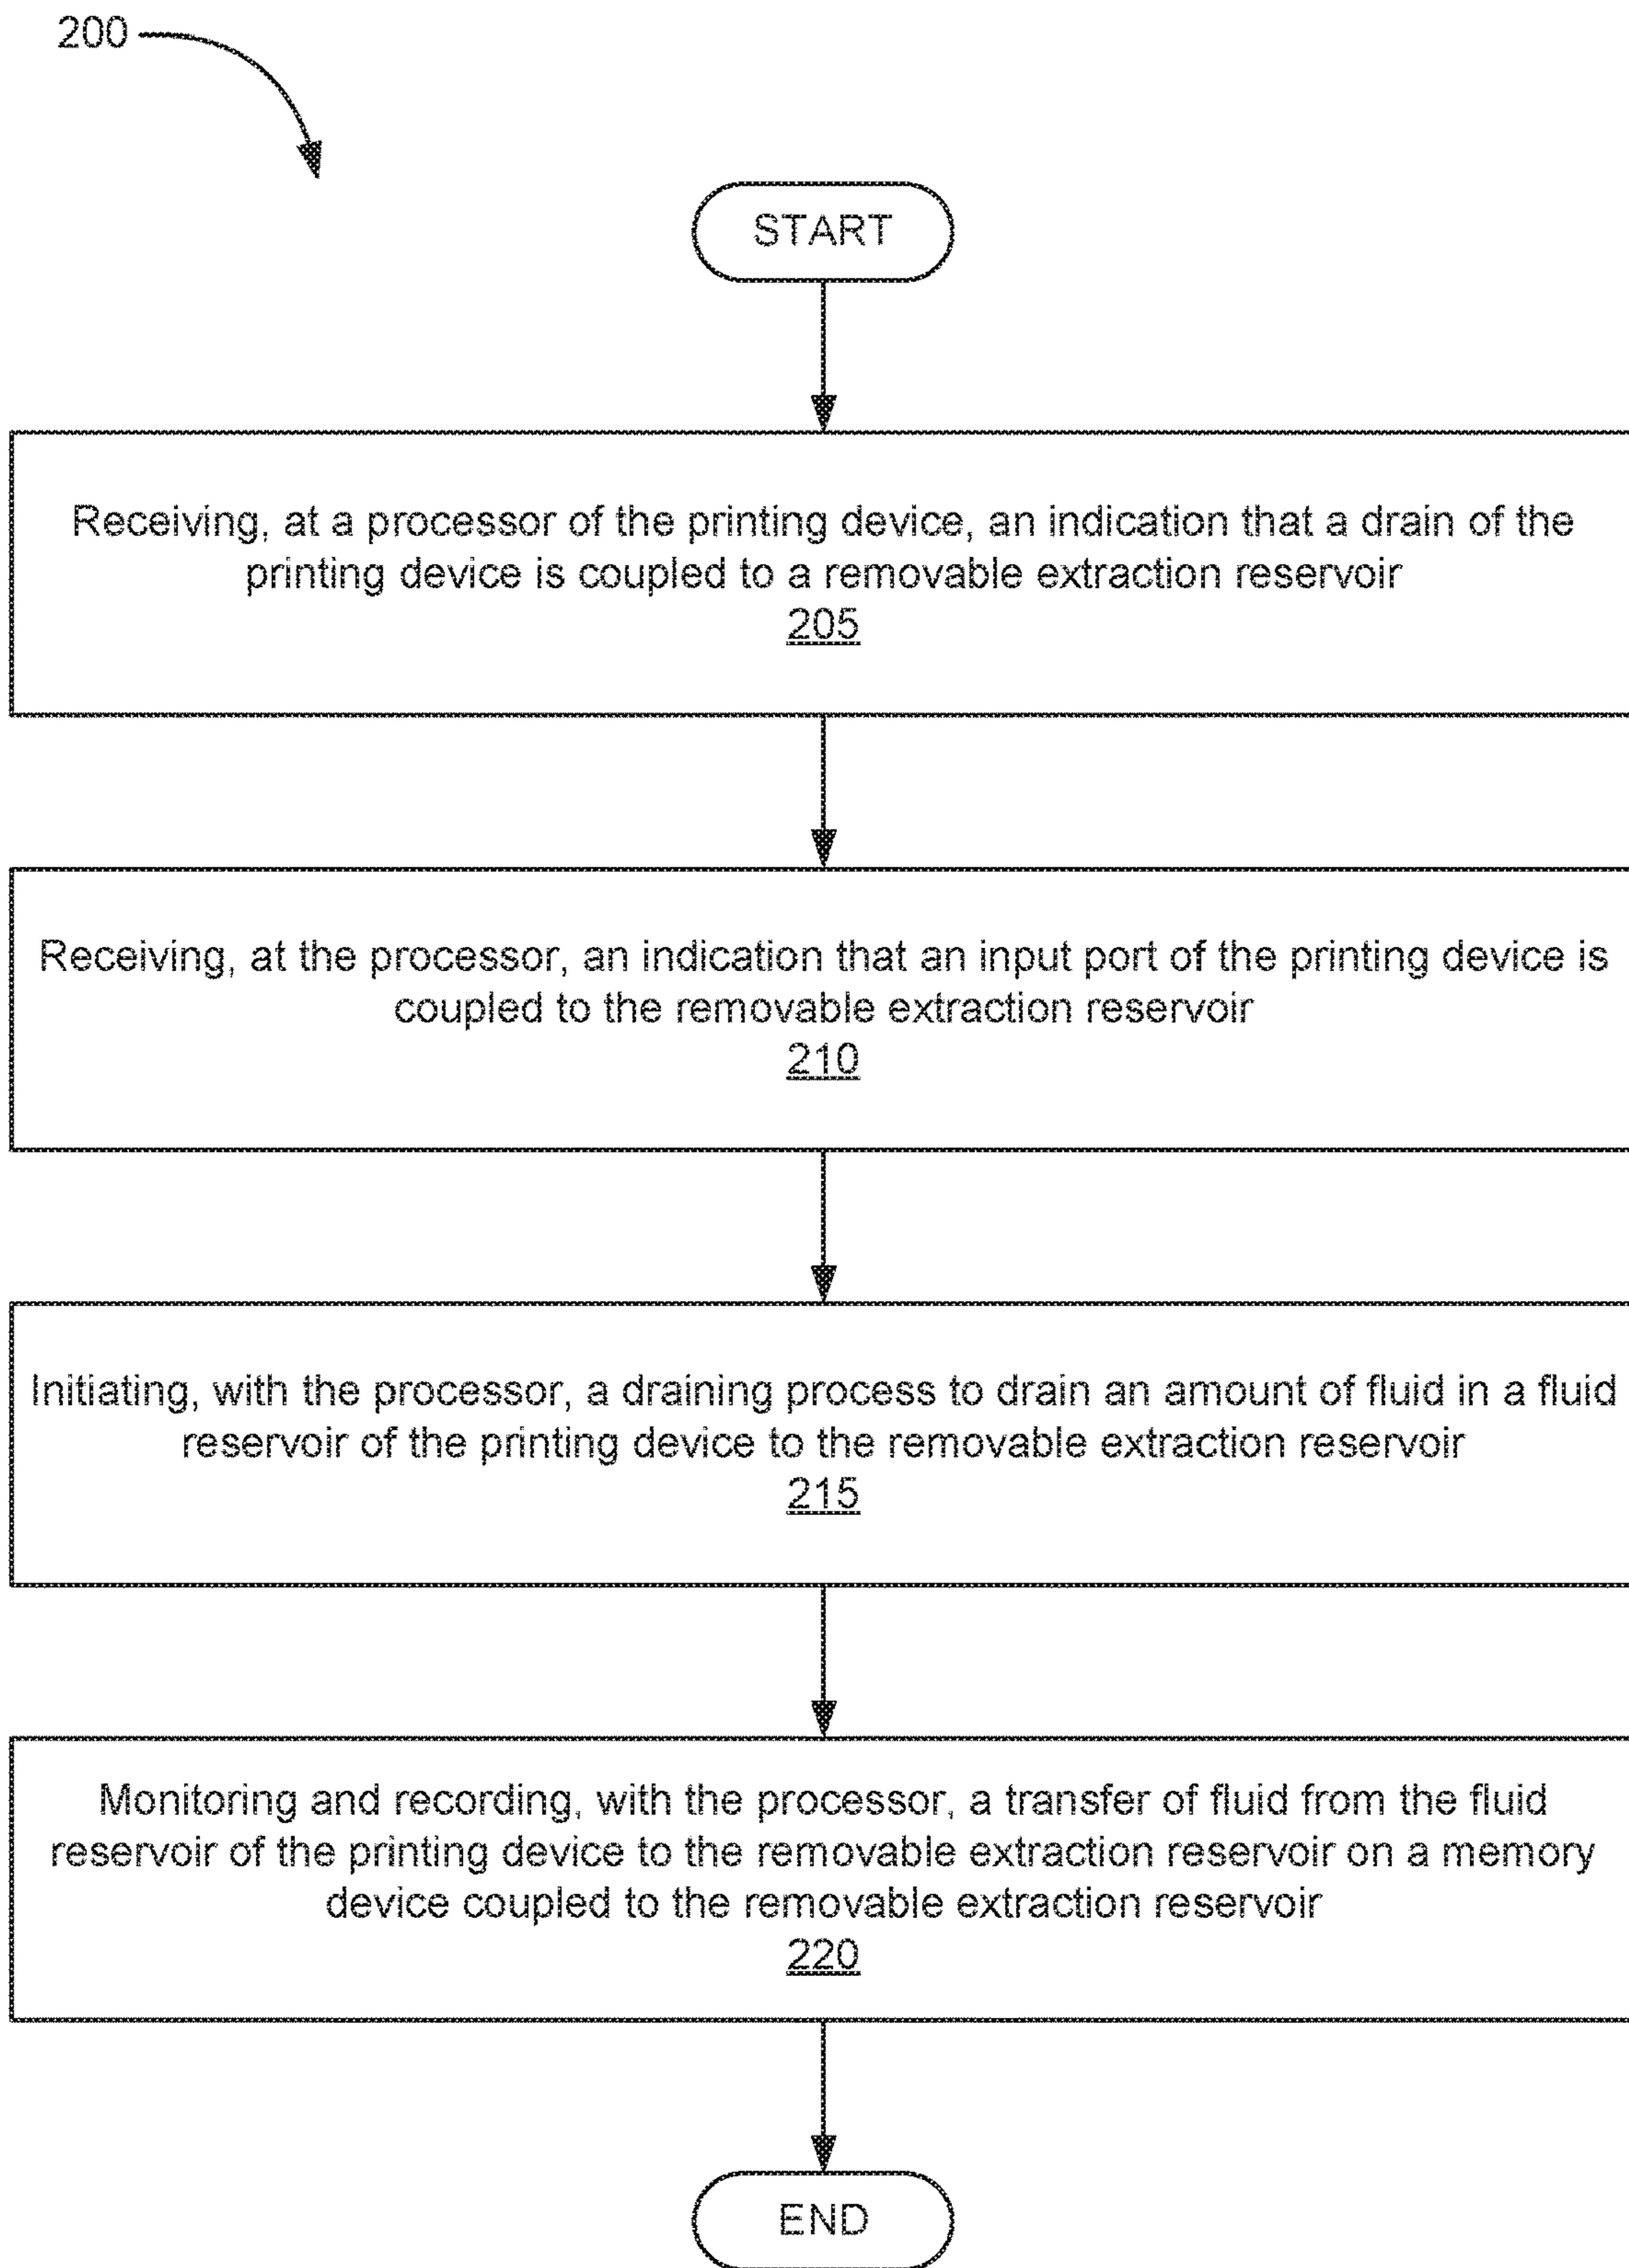 200
START
Receiving, at a processor of the printing device, an indication that a drain of the
printing device is coupled to a removable extraction reservoir
205
Receiving, at the processor, an indication that an input port of the printing device is
coupled to the removable extraction reservoir
210
Initiating, with the processor, a draining process to drain an amount of fluid in a fluid
reservoir of the printing device to the removable extraction reservoir
215
Monitoring and recording, with the processor, a transfer of fluid from the fluid
reservoir of the printing device to the removable extraction reservoir on a memory
device coupled to the removable extraction reservoir
220
END